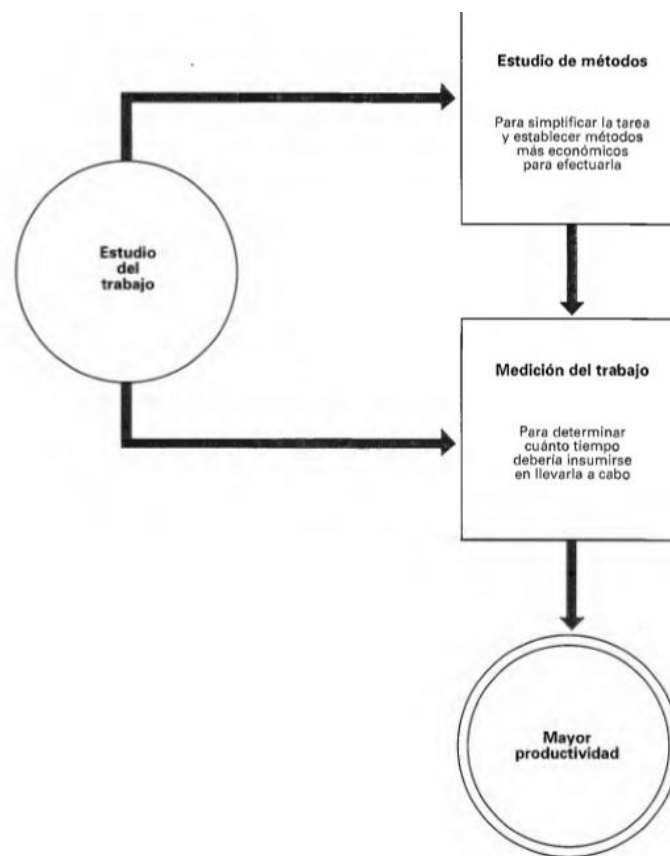 Estudio de métodos
Para simplificar la tarea
y establecer métodos
más económicos
para efectuarla
Estudio
del
trabajo
Medición del trabajo
Para determinar
cuánto tiempo
debería insumirse
en llevarla a cabo
Mayor
productividad